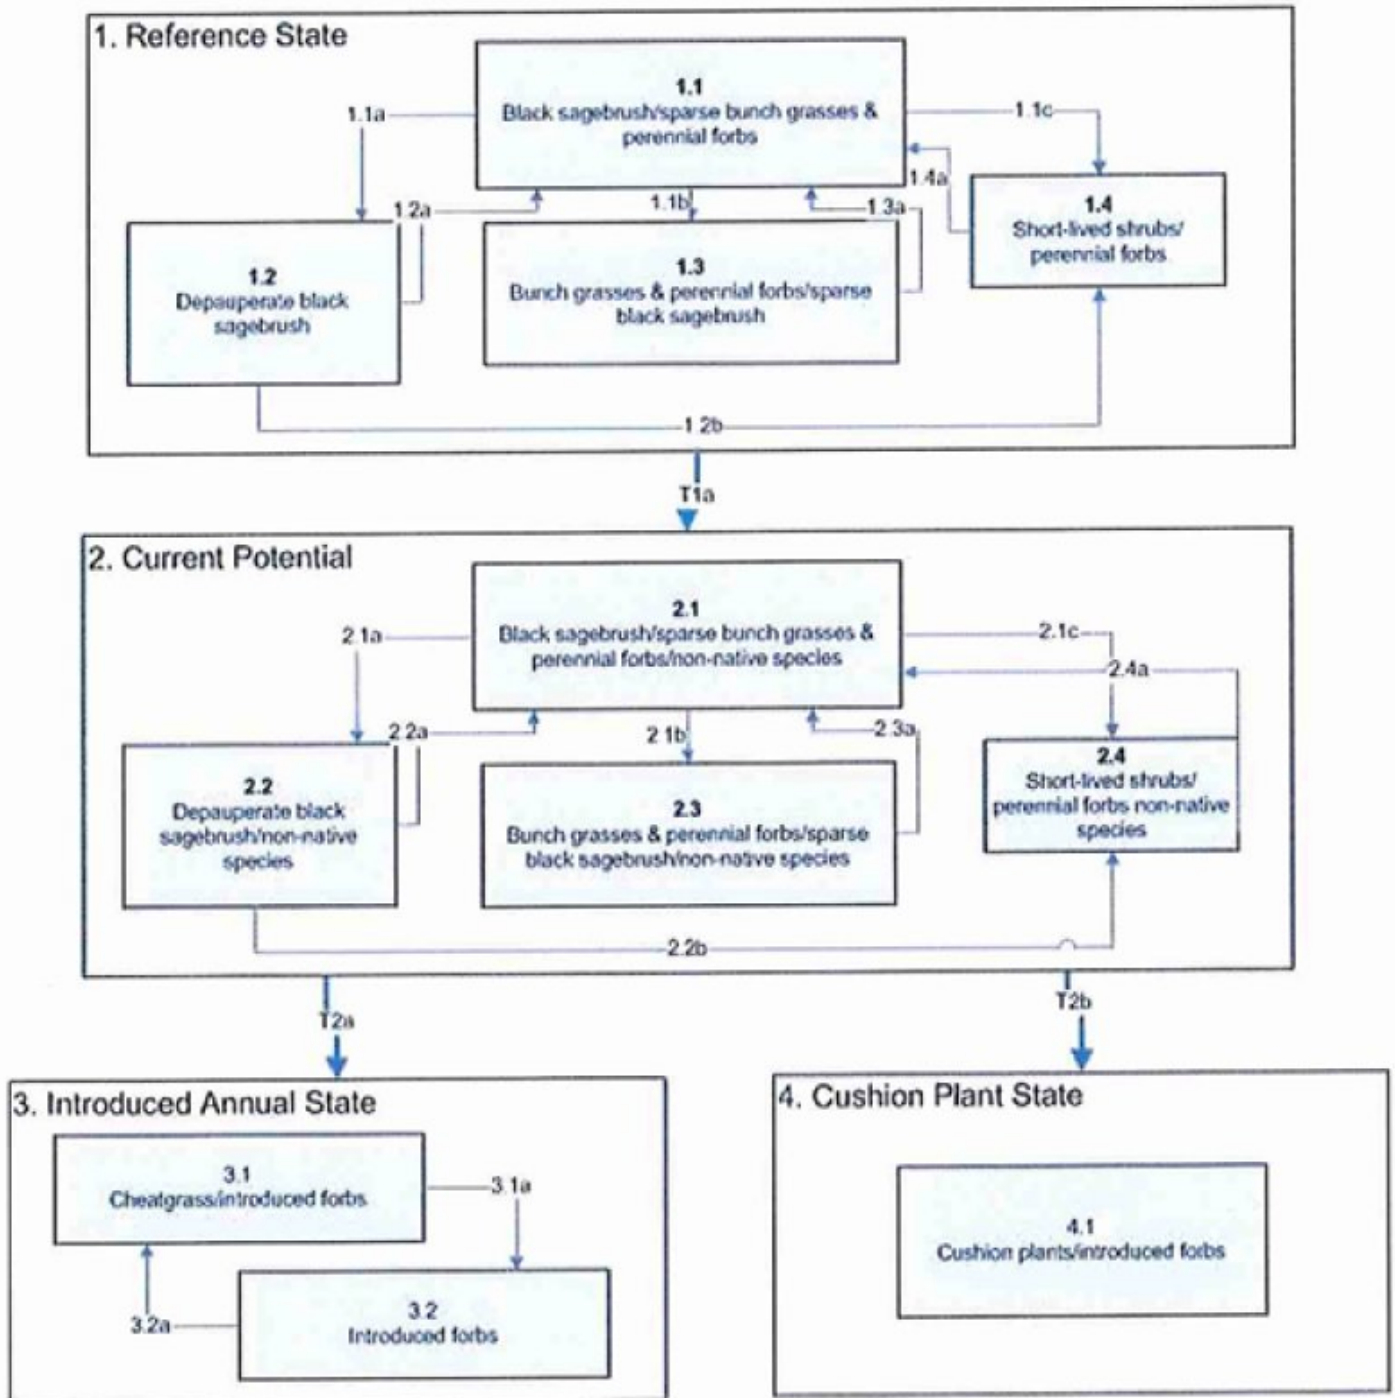 1. Reference State
1.1
Black sagebrush/sparse bunch grasses &
perennial forbs
1.1a
1.1c
1.4a
1.2a
1.1b
1.3a
1.4
Short-lived shrubs/
perennial forbs
1.2
Depauperate black
sagebrush
1.3
Bunch grasses & perennial forbs/sparse
black sagebrush
1.2b
T1a
2. Current Potential
2.1
Black sagebrush/sparse bunch grasses &
perennial forbs/non-native species
2.1a
2.1c
2.4a
2.2a
2.1b
2.3a
2.4
Short-lived shrubs/
perennial forbs non-native
species
2.2
Depauperate black
sagebrush/non-native
species
2.3
Bunch grasses & perennial forbs/sparse
black sagebrush/non-native species
2.2b
T2a
T2b
3. Introduced Annual State
3.1
Cheatgrass/introduced forbs
3.1a
3.2
Introduced forbs
3.2a
4. Cushion Plant State
4.1
Cushion plants/introduced forbs